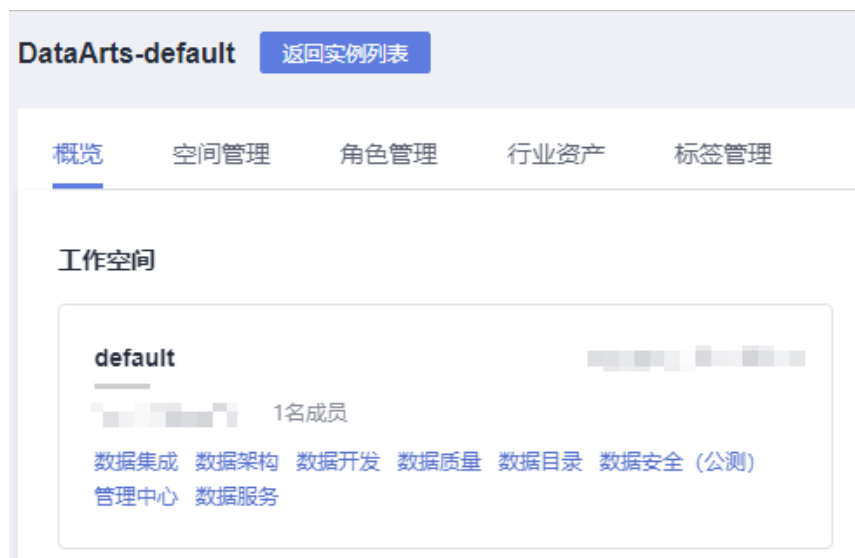 DataArts-default 返回实例列表
概览 空间管理 角色管理 行业资产 标签管理
工作空间
default
1名成员
数据集成 数据架构 数据开发 数据质量 数据目录 数据安全（公测）
管理中心 数据服务